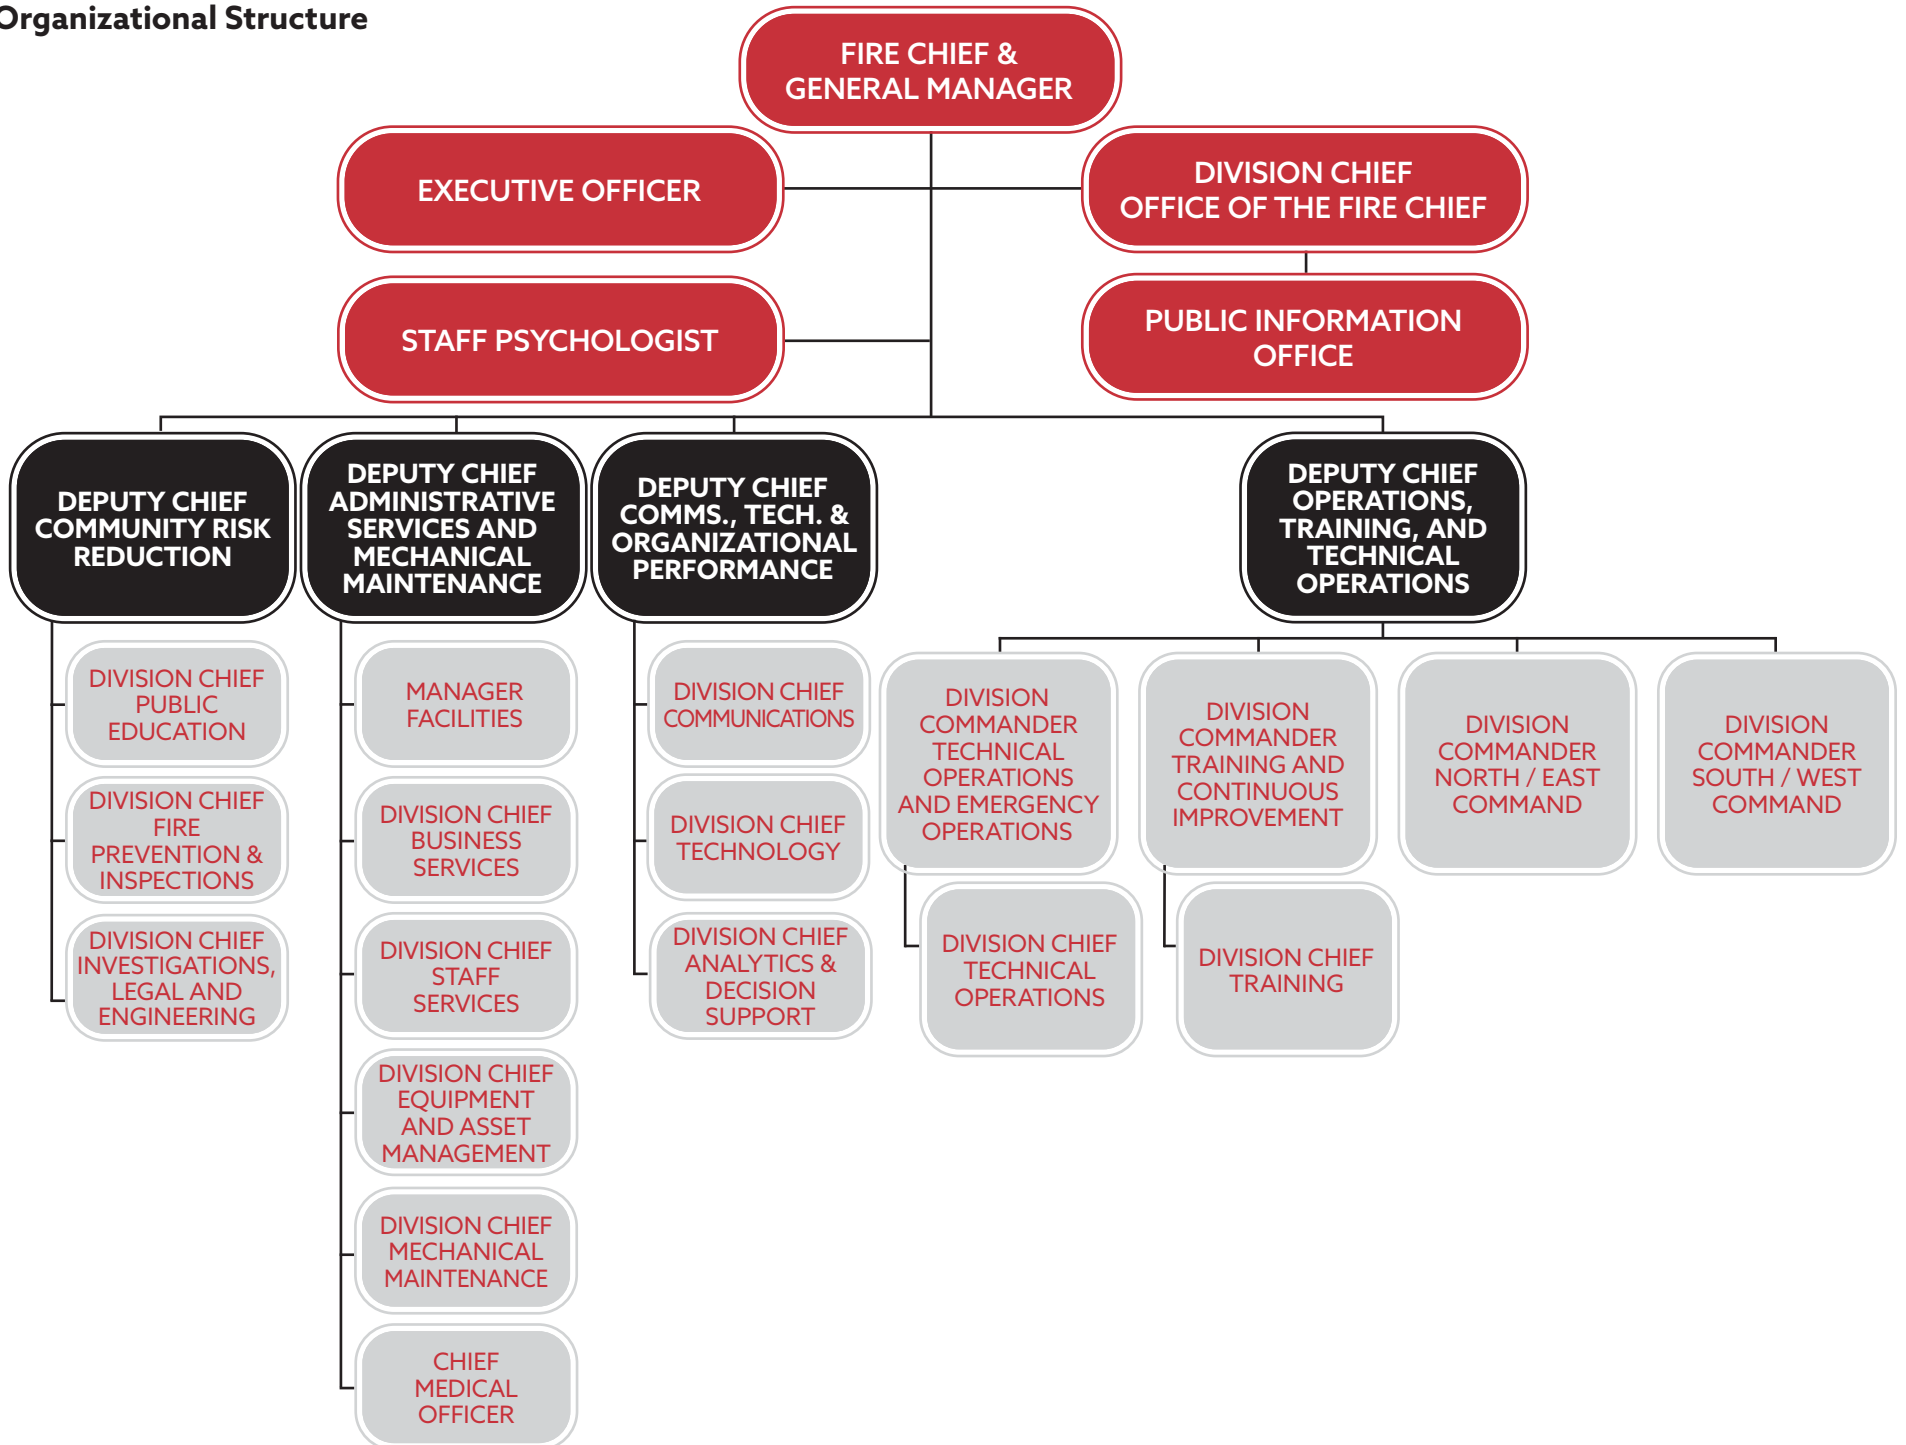 Organizational Structure
FIRE CHIEF &
GENERAL MANAGER
EXECUTIVE OFFICER
DIVISION CHIEF
OFFICE OF THE FIRE CHIEF
STAFF PSYCHOLOGIST
PUBLIC INFORMATION
OFFICE
DEPUTY CHIEF
COMMUNITY RISK
REDUCTION
DEPUTY CHIEF
ADMINISTRATIVE
SERVICES AND
MECHANICAL
MAINTENANCE
DEPUTY CHIEF
COMMS., TECH. &
ORGANIZATIONAL
PERFORMANCE
DEPUTY CHIEF
OPERATIONS,
TRAINING, AND
TECHNICAL
OPERATIONS
DIVISION CHIEF
PUBLIC
EDUCATION
DIVISION CHIEF
FIRE
PREVENTION &
INSPECTIONS
DIVISION CHIEF
INVESTIGATIONS,
LEGAL AND
ENGINEERING
MANAGER
FACILITIES
DIVISION CHIEF
BUSINESS
SERVICES
DIVISION CHIEF
STAFF
SERVICES
DIVISION CHIEF
EQUIPMENT
AND ASSET
MANAGEMENT
DIVISION CHIEF
MECHANICAL
MAINTENANCE
CHIEF
MEDICAL
OFFICER
DIVISION CHIEF
COMMUNICATIONS
DIVISION CHIEF
TECHNOLOGY
DIVISION CHIEF
ANALYTICS &
DECISION
SUPPORT
DIVISION
COMMANDER
TECHNICAL
OPERATIONS
AND EMERGENCY
OPERATIONS
DIVISION CHIEF
TECHNICAL
OPERATIONS
DIVISION
COMMANDER
TRAINING AND
CONTINUOUS
IMPROVEMENT
DIVISION CHIEF
TRAINING
DIVISION
COMMANDER
NORTH / EAST
COMMAND
DIVISION
COMMANDER
SOUTH / WEST
COMMAND